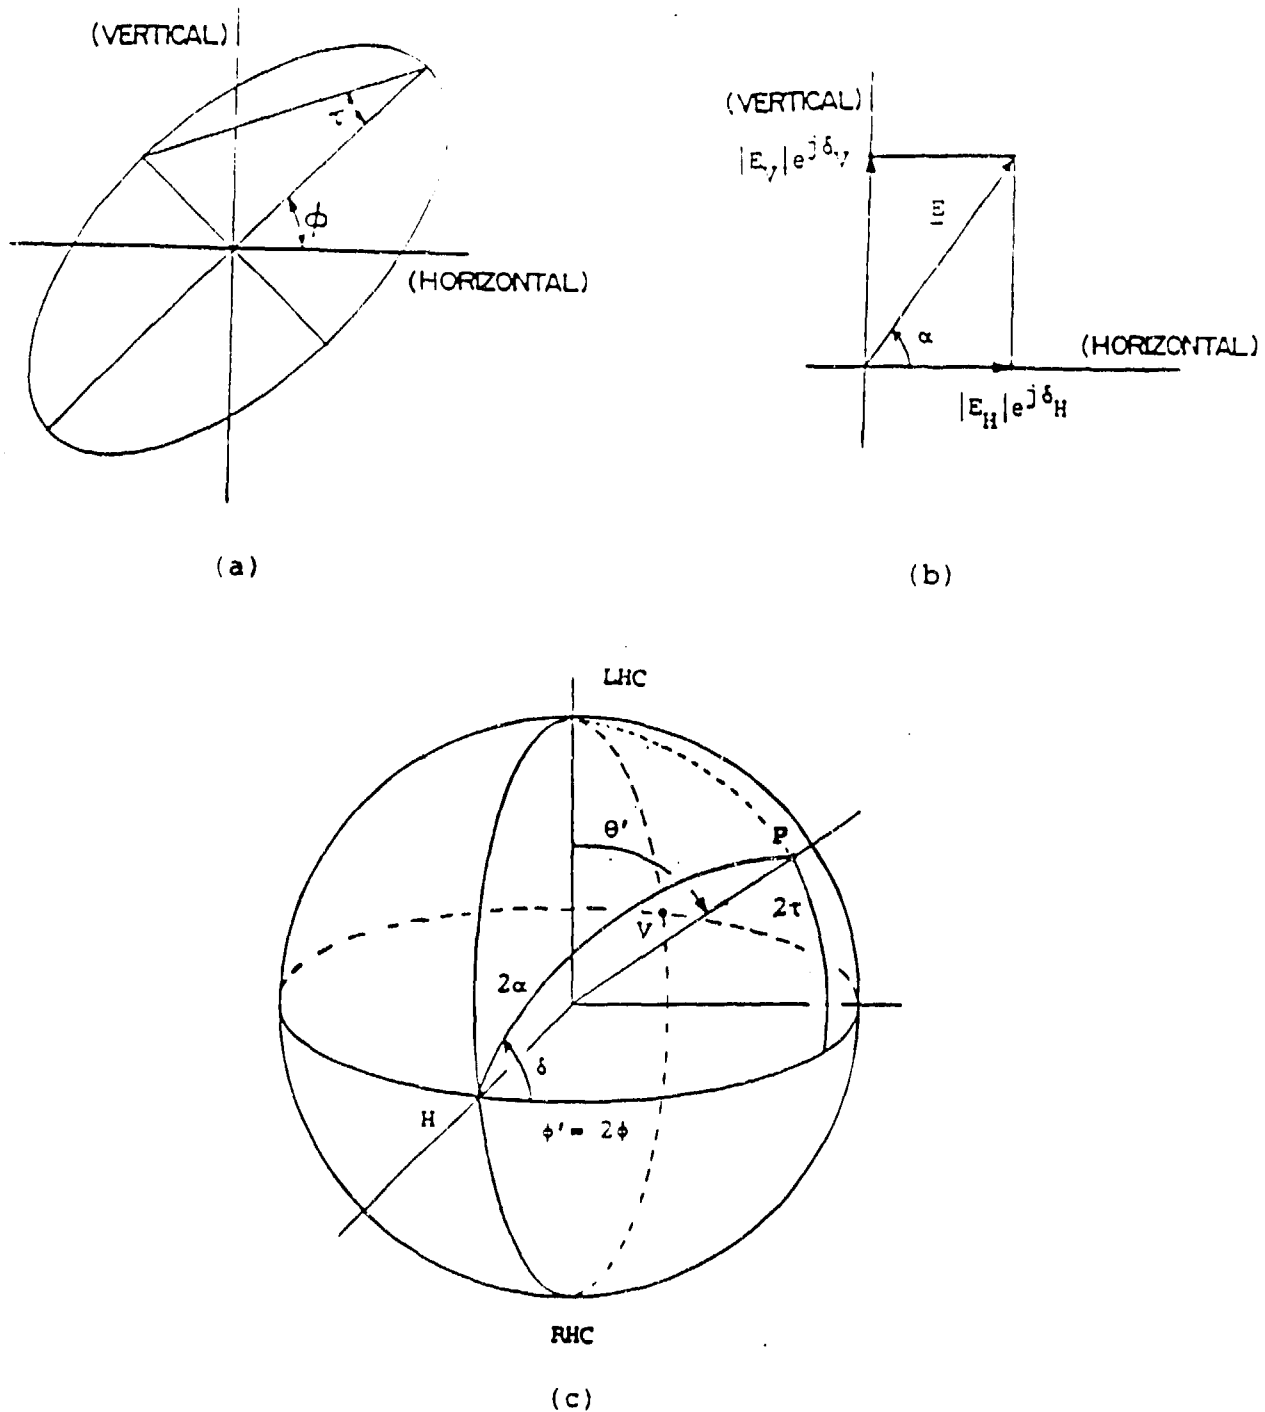 (VERTICAL)
τ
ϕ
(HORIZONTAL)
(a)
(VERTICAL)
|E_V|e^{jδ_V}
E
α
(HORIZONTAL)
|E_H|e^{jδ_H}
(b)
LHC
θ′
P
2τ
V
2α
δ
H
ϕ′= 2ϕ
RHC
(c)